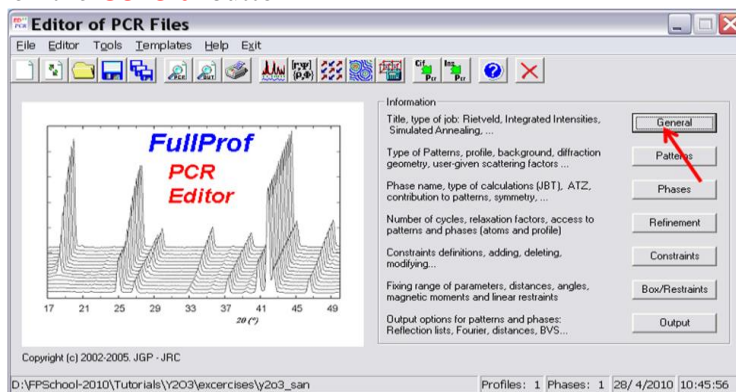 Editor of PCR Files
File Editor Tools Templates Help Exit
Cif Pcr Ins Pcr
FullProf
PCR
Editor
17 21 25 29 33 37 41 45 49
2θ (°)
Copyright (c) 2002-2005. JGP - JRC
Information
Title, type of job: Rietveld, Integrated Intensities,
Simulated Annealing, ...
General
Type of Patterns, profile, background, diffraction
geometry, user-given scattering factors ...
Patterns
Phase name, type of calculations (JBT), ATZ,
contribution to patterns, symmetry, ...
Phases
Number of cycles, relaxation factors, access to
patterns and phases (atoms and profile)
Refinement
Constraints definitions, adding, deleting,
modifying...
Constraints
Fixing range of parameters, distances, angles,
magnetic moments and linear restraints
Box/Restraints
Output options for patterns and phases:
Reflection lists, Fourier, distances, BVS...
Output
D:\FPSchool-2010\Tutorials\Y2O3\excercises\y2o3_san Profiles: 1 Phases: 1 28/ 4/2010 10:45:56